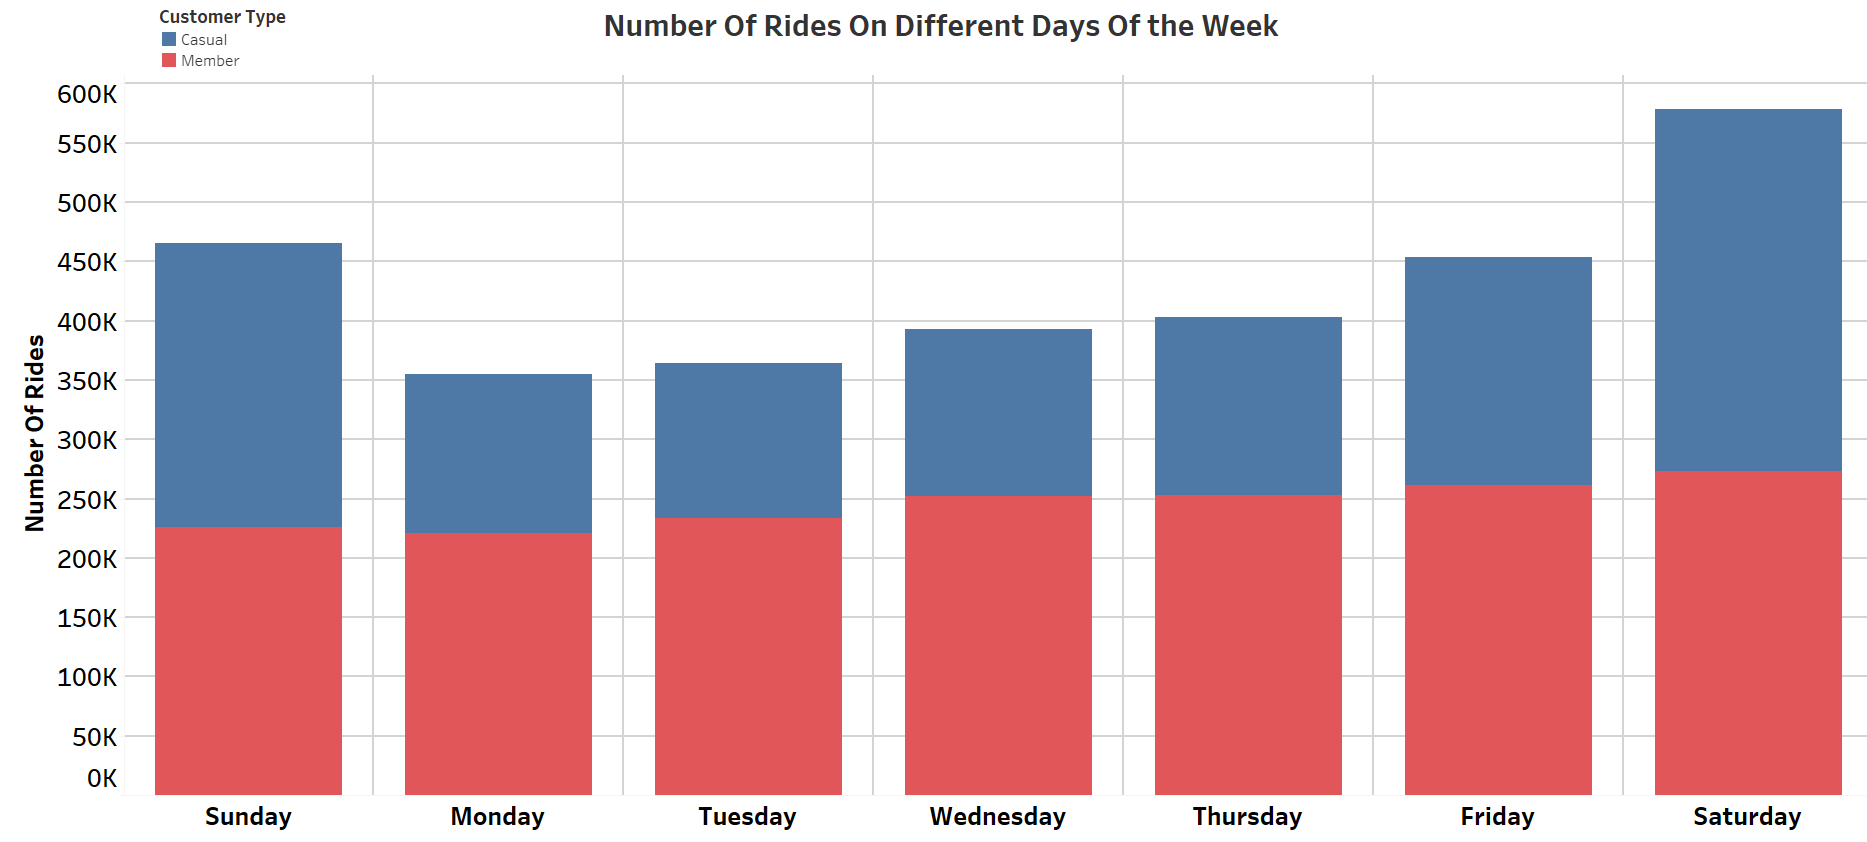 Customer Type
Casual
Member
Number Of Rides On Different Days Of the Week
600K
550K
500K
450K
400K
350K
300K
250K
200K
150K
100K
50K
0K
Number Of Rides
Sunday Monday Tuesday Wednesday Thursday Friday Saturday